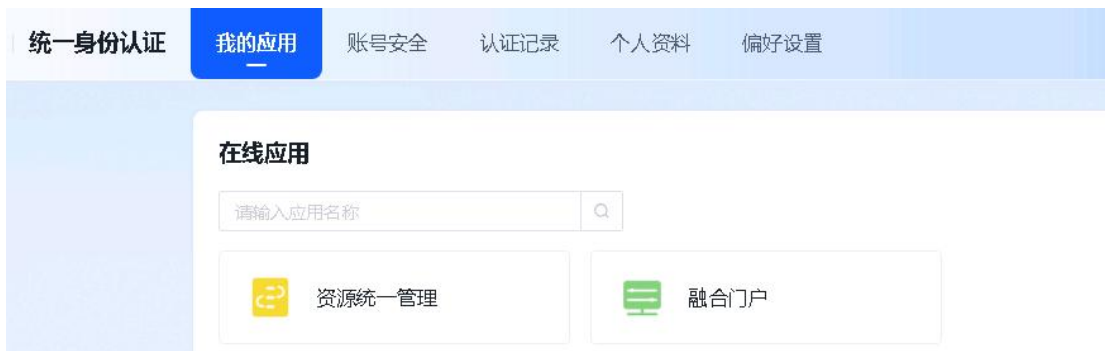 统一身份认证 我的应用 账号安全 认证记录 个人资料 偏好设置
在线应用
请输入应用名称
资源统一管理 融合门户